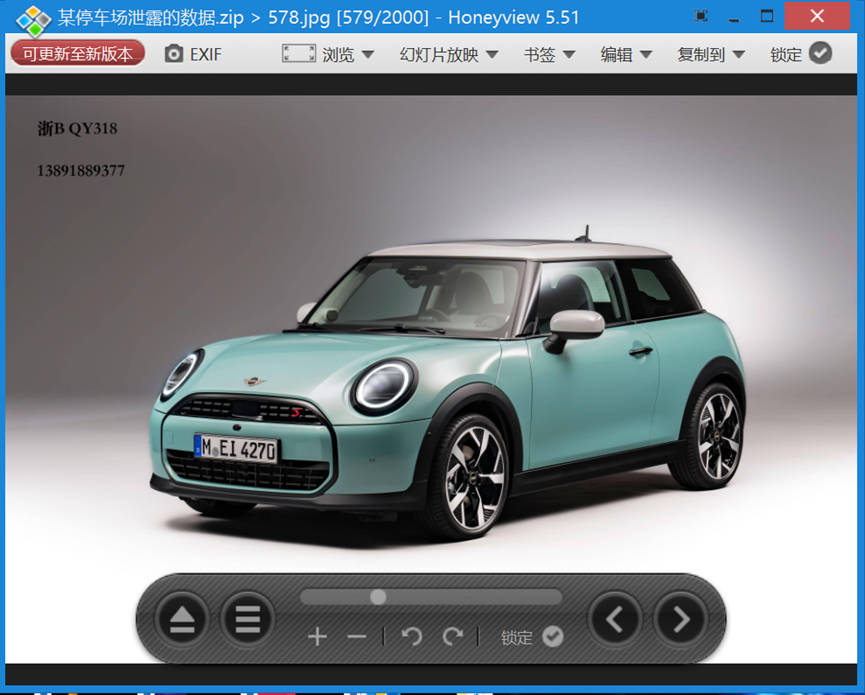 某停车场泄露的数据.zip > 578.jpg [579/2000] - Honeyview 5.51
可更新至新版本 EXIF 浏览 幻灯片放映 书签 编辑 复制到 锁定
浙B QY318
13891889377
S
M EI 4270
锁定